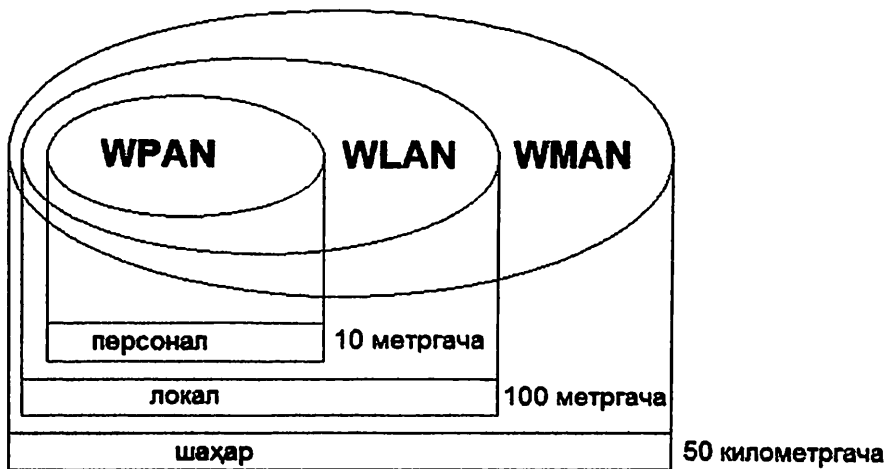 WPAN WLAN WMAN
персонал 10 метргача
локал 100 метргача
шаҳар 50 километргача